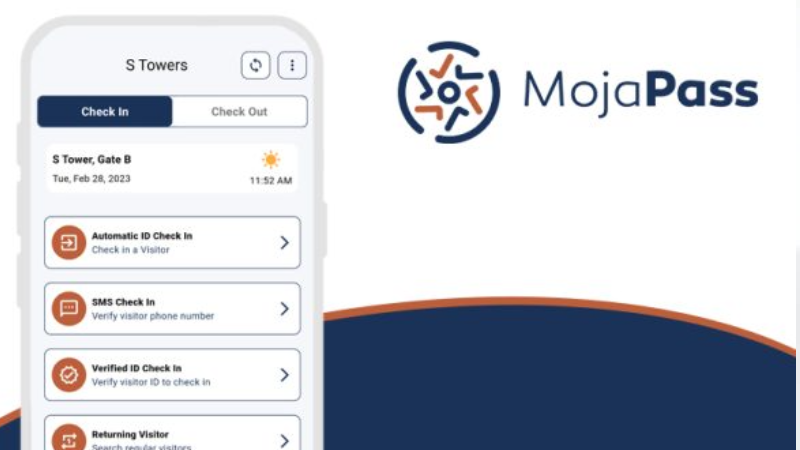 S Towers
Check In
Check Out
S Tower, Gate B
Tue, Feb 28, 2023
11:52 AM
Automatic ID Check In
Check in a Visitor
SMS Check In
Verify visitor phone number
Verified ID Check In
Verify visitor ID to check in
Returning Visitor
Search regular visitors
MojaPass